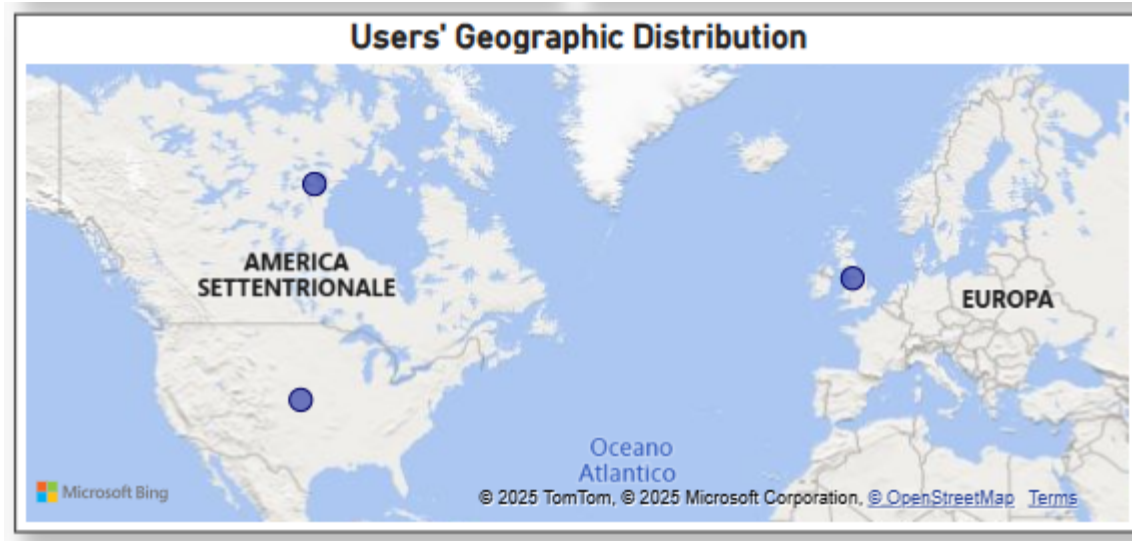 Users' Geographic Distribution
AMERICA
SETTENTRIONALE
EUROPA
Oceano
Atlantico
Microsoft Bing
© 2025 TomTom, © 2025 Microsoft Corporation, © OpenStreetMap Terms